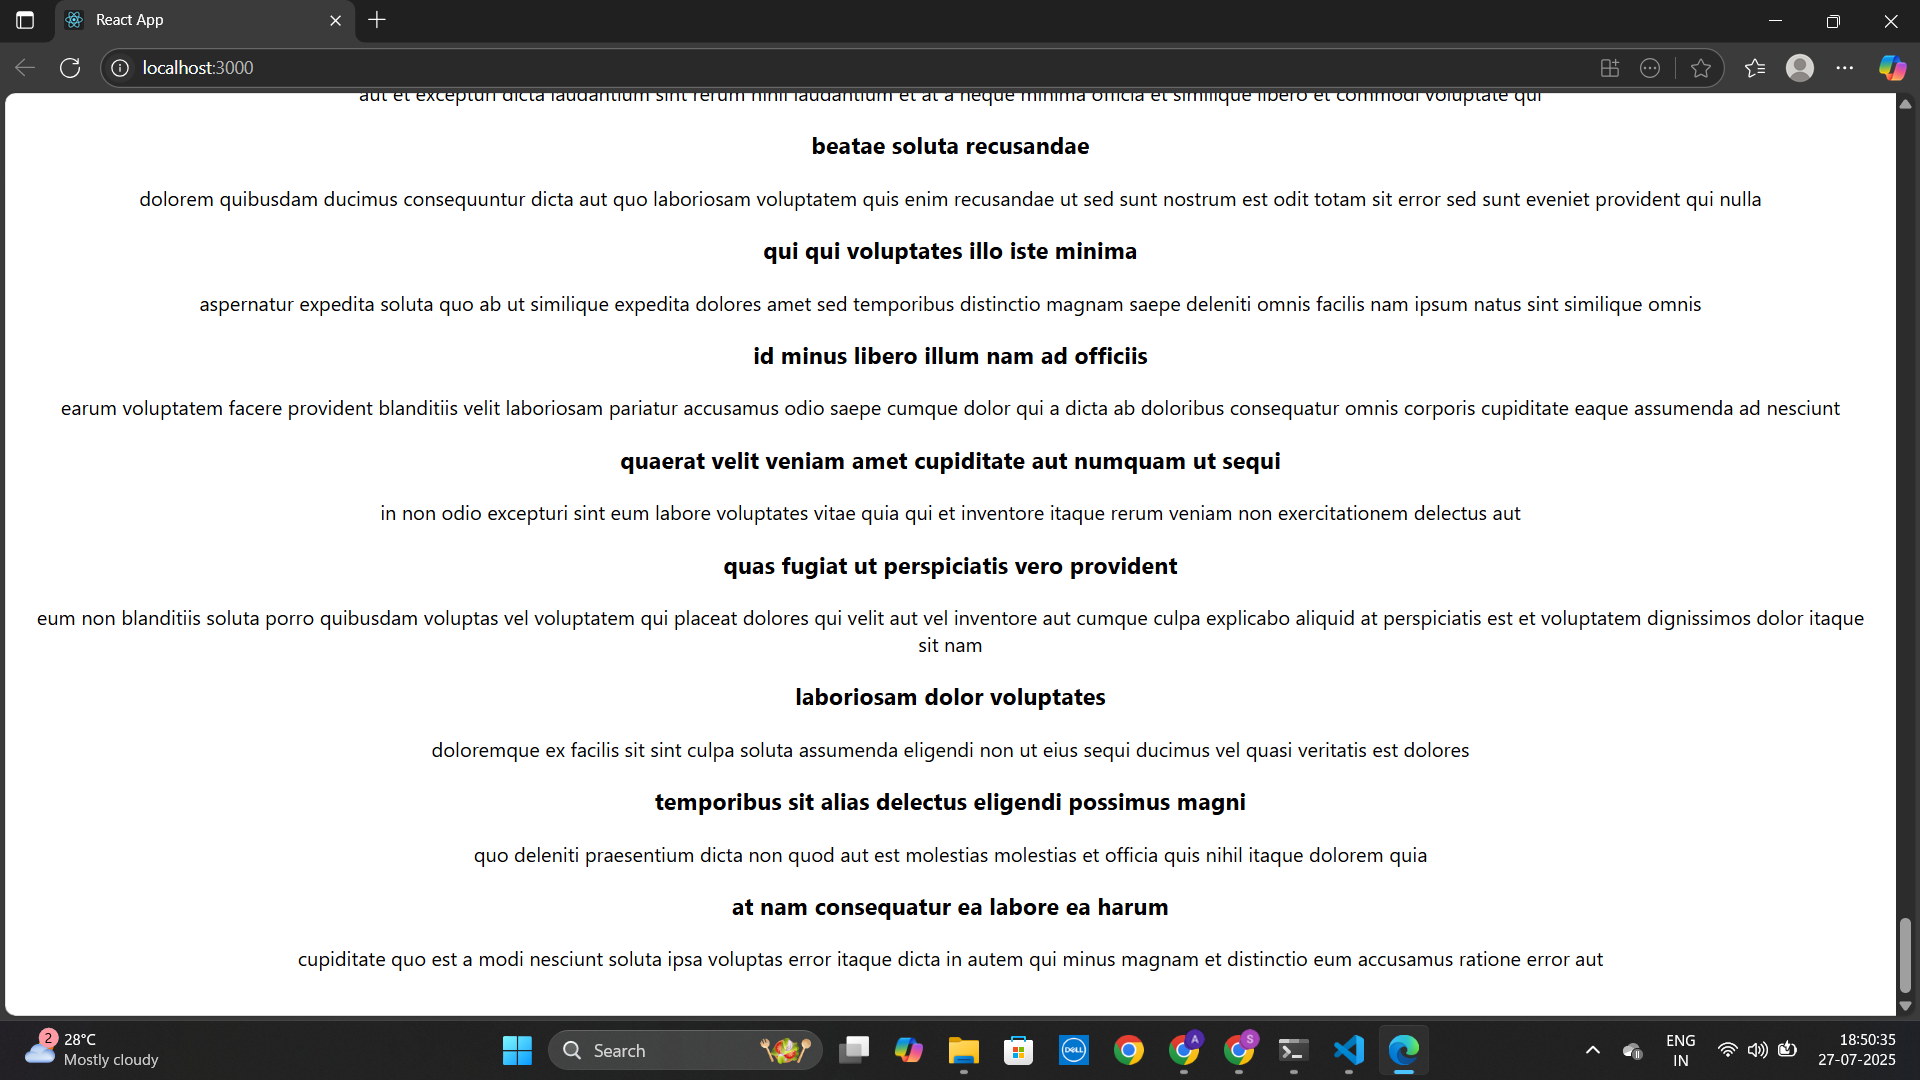 React App
localhost:3000
aut et excepturi dicta laudantium sint rerum nihil laudantium et at a neque minima officia et similique libero et commodi voluptate qui
beatae soluta recusandae
dolorem quibusdam ducimus consequuntur dicta aut quo laboriosam voluptatem quis enim recusandae ut sed sunt nostrum est odit totam sit error sed sunt eveniet provident qui nulla
qui qui voluptates illo iste minima
aspernatur expedita soluta quo ab ut similique expedita dolores amet sed temporibus distinctio magnam saepe deleniti omnis facilis nam ipsum natus sint similique omnis
id minus libero illum nam ad officiis
earum voluptatem facere provident blanditiis velit laboriosam pariatur accusamus odio saepe cumque dolor qui a dicta ab doloribus consequatur omnis corporis cupiditate eaque assumenda ad nesciunt
quaerat velit veniam amet cupiditate aut numquam ut sequi
in non odio excepturi sint eum labore voluptates vitae quia qui et inventore itaque rerum veniam non exercitationem delectus aut
quas fugiat ut perspiciatis vero provident
eum non blanditiis soluta porro quibusdam voluptas vel voluptatem qui placeat dolores qui velit aut vel inventore aut cumque culpa explicabo aliquid at perspiciatis est et voluptatem dignissimos dolor itaque
sit nam
laboriosam dolor voluptates
doloremque ex facilis sit sint culpa soluta assumenda eligendi non ut eius sequi ducimus vel quasi veritatis est dolores
temporibus sit alias delectus eligendi possimus magni
quo deleniti praesentium dicta non quod aut est molestias molestias et officia quis nihil itaque dolorem quia
at nam consequatur ea labore ea harum
cupiditate quo est a modi nesciunt soluta ipsa voluptas error itaque dicta in autem qui minus magnam et distinctio eum accusamus ratione error aut
2
28°C
Mostly cloudy
Search
DELL
A
S
ENG
IN
18:50:35
27-07-2025